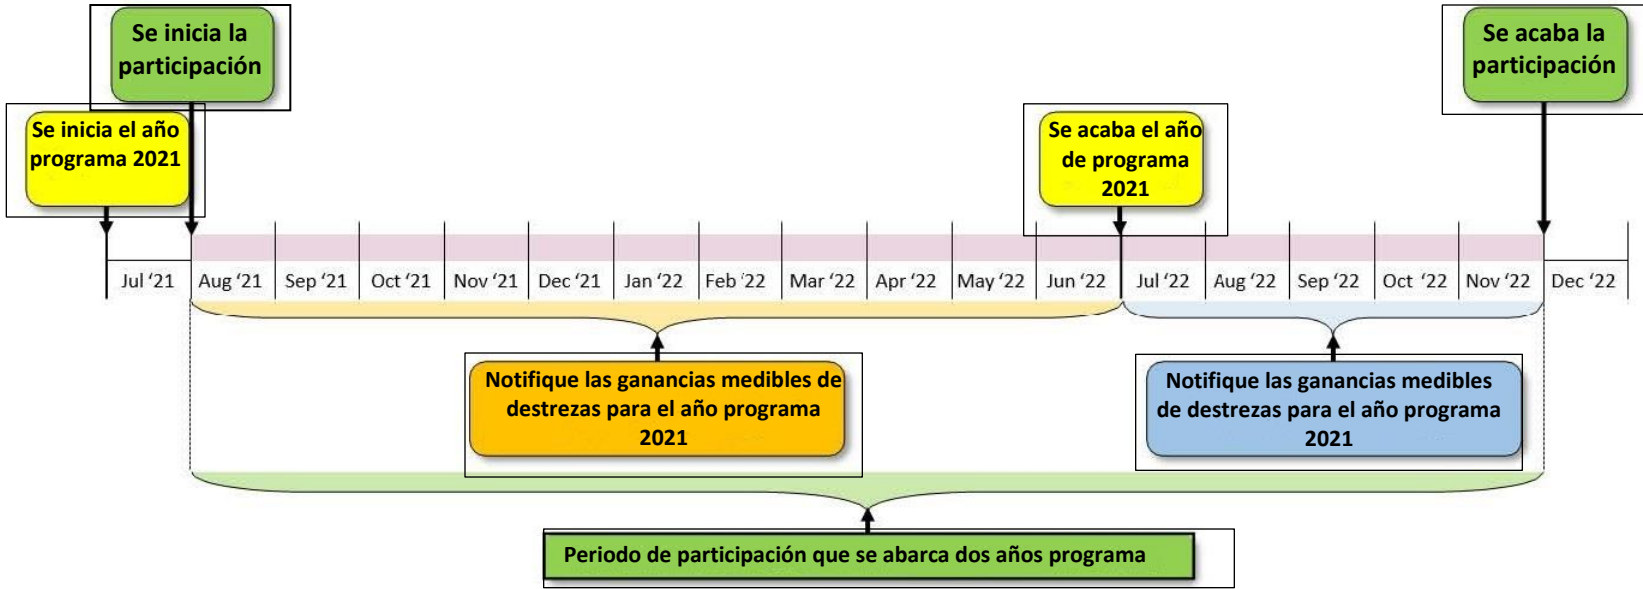 Se inicia la
participación
Se acaba la
participación
Se inicia el año
programa 2021
Se acaba el año
de programa
2021
Jul ‘21 Aug ‘21 Sep ‘21 Oct ‘21 Nov ‘21 Dec ‘21 Jan ‘22 Feb ‘22 Mar ‘22 Apr ‘22 May ‘22 Jun ‘22 Jul ‘22 Aug ‘22 Sep ‘22 Oct ‘22 Nov ‘22 Dec ‘22
Notifique las ganancias medibles de
destrezas para el año programa
2021
Notifique las ganancias medibles
de destrezas para el año programa
2021
Periodo de participación que se abarca dos años programa